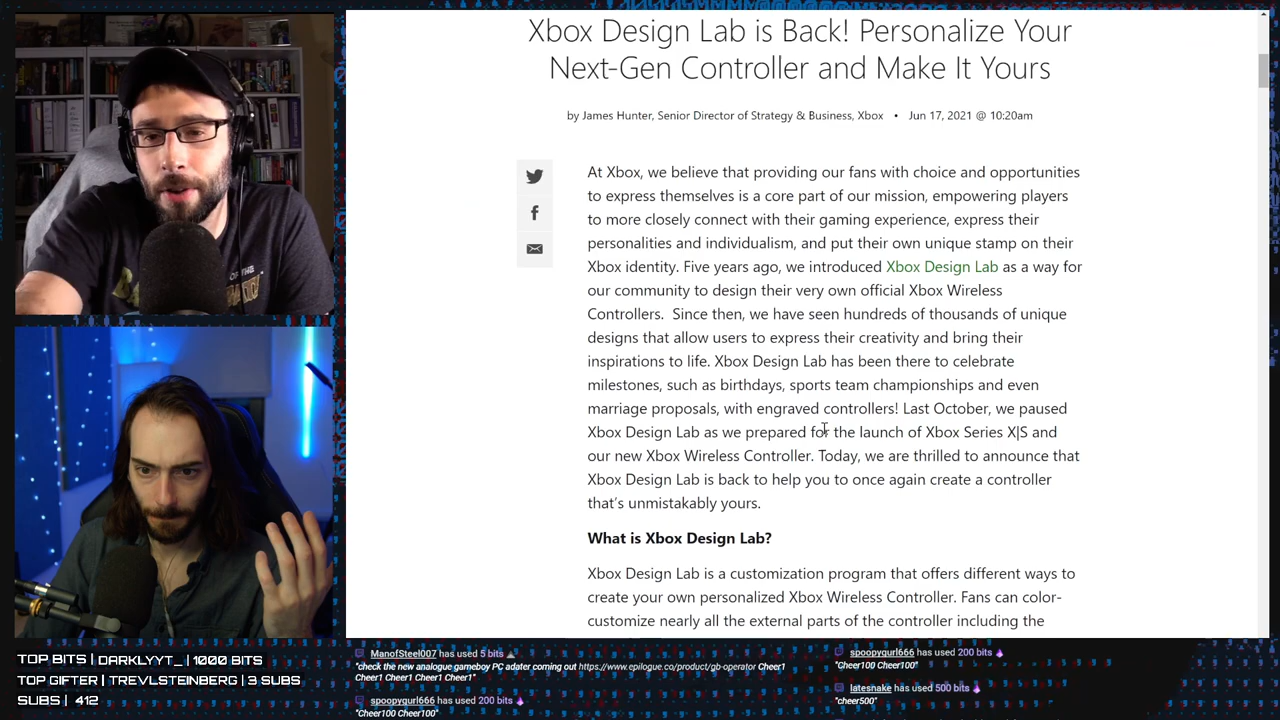 Xbox Design Lab is Back! Personalize Your
Next-Gen Controller and Make It Yours
by James Hunter, Senior Director of Strategy & Business, Xbox • Jun 17, 2021 @ 10:20am
At Xbox, we believe that providing our fans with choice and opportunities
to express themselves is a core part of our mission, empowering players
to more closely connect with their gaming experience, express their
personalities and individualism, and put their own unique stamp on their
Xbox identity. Five years ago, we introduced Xbox Design Lab as a way for
our community to design their very own official Xbox Wireless
Controllers.  Since then, we have seen hundreds of thousands of unique
designs that allow users to express their creativity and bring their
inspirations to life. Xbox Design Lab has been there to celebrate
milestones, such as birthdays, sports team championships and even
marriage proposals, with engraved controllers! Last October, we paused
Xbox Design Lab as we prepared for the launch of Xbox Series X|S and
our new Xbox Wireless Controller. Today, we are thrilled to announce that
Xbox Design Lab is back to help you to once again create a controller
that's unmistakably yours.
What is Xbox Design Lab?
Xbox Design Lab is a customization program that offers different ways to
create your own personalized Xbox Wireless Controller. Fans can color-
customize nearly all the external parts of the controller including the
TOP BITS | DARKLYYT_ | 1000 BITS
TOP GIFTER | TREVLSTEINBERG | 3 SUBS
SUBS | 412
ManofSteel007 has used 5 bits
"check the new analogue gameboy PC adater coming out https://www.epilogue.co/product/gb-operator Cheer1
Cheer1 Cheer1 Cheer1 Cheer1"
spoopygurl666 has used 200 bits
"Cheer100 Cheer100"
spoopygurl666 has used 200 bits
"Cheer100 Cheer100"
latesnake has used 500 bits
"cheer500"